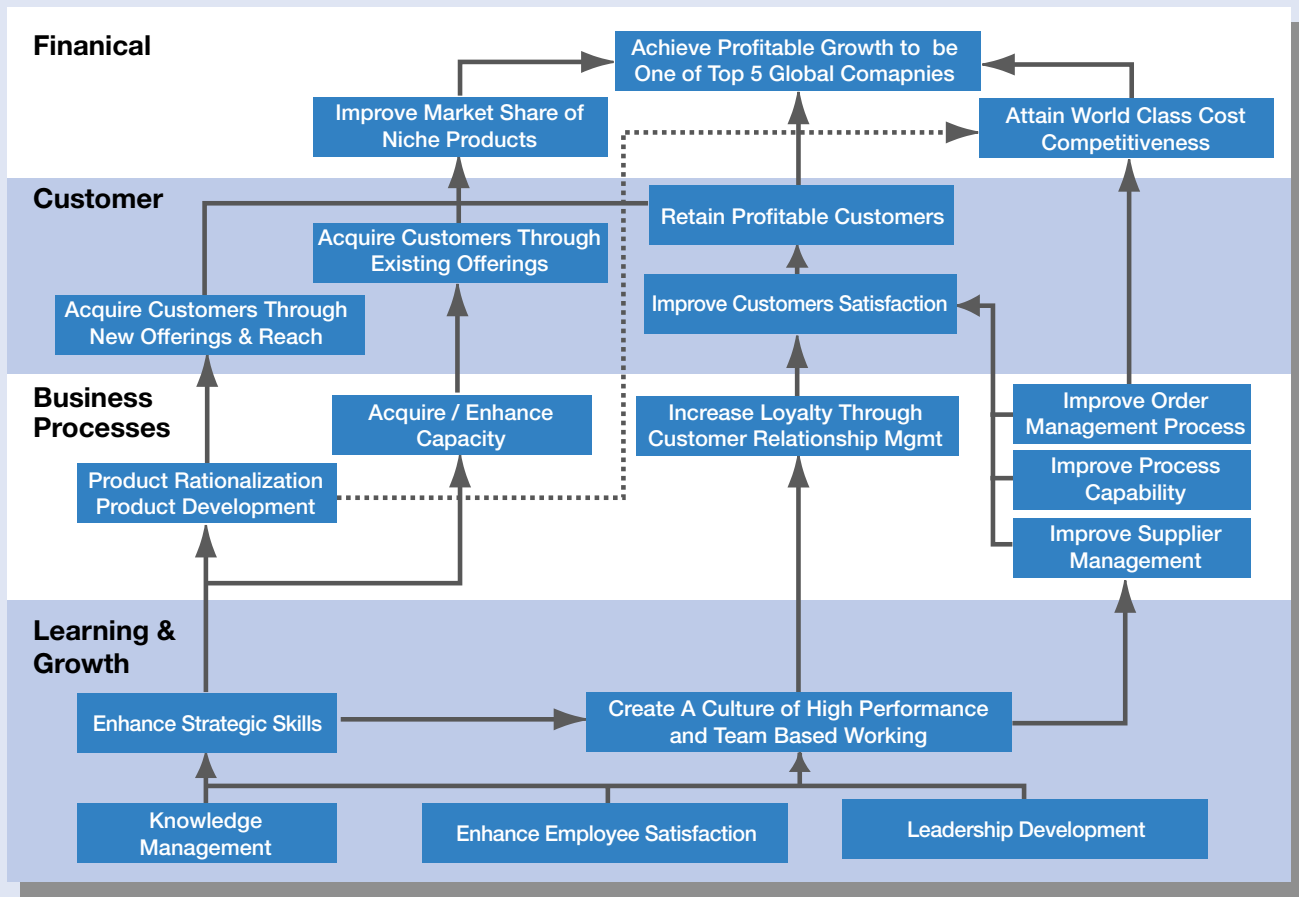 Finanical
Achieve Profitable Growth to be
One of Top 5 Global Comapnies
Improve Market Share of
Niche Products
Attain World Class Cost
Competitiveness
Customer
Retain Profitable Customers
Acquire Customers Through
Existing Offerings
Improve Customers Satisfaction
Acquire Customers Through
New Offerings & Reach
Business
Processes
Acquire / Enhance
Capacity
Increase Loyalty Through
Customer Relationship Mgmt
Improve Order
Management Process
Product Rationalization
Product Development
Improve Process
Capability
Improve Supplier
Management
Learning &
Growth
Enhance Strategic Skills
Create A Culture of High Performance
and Team Based Working
Knowledge
Management
Enhance Employee Satisfaction
Leadership Development